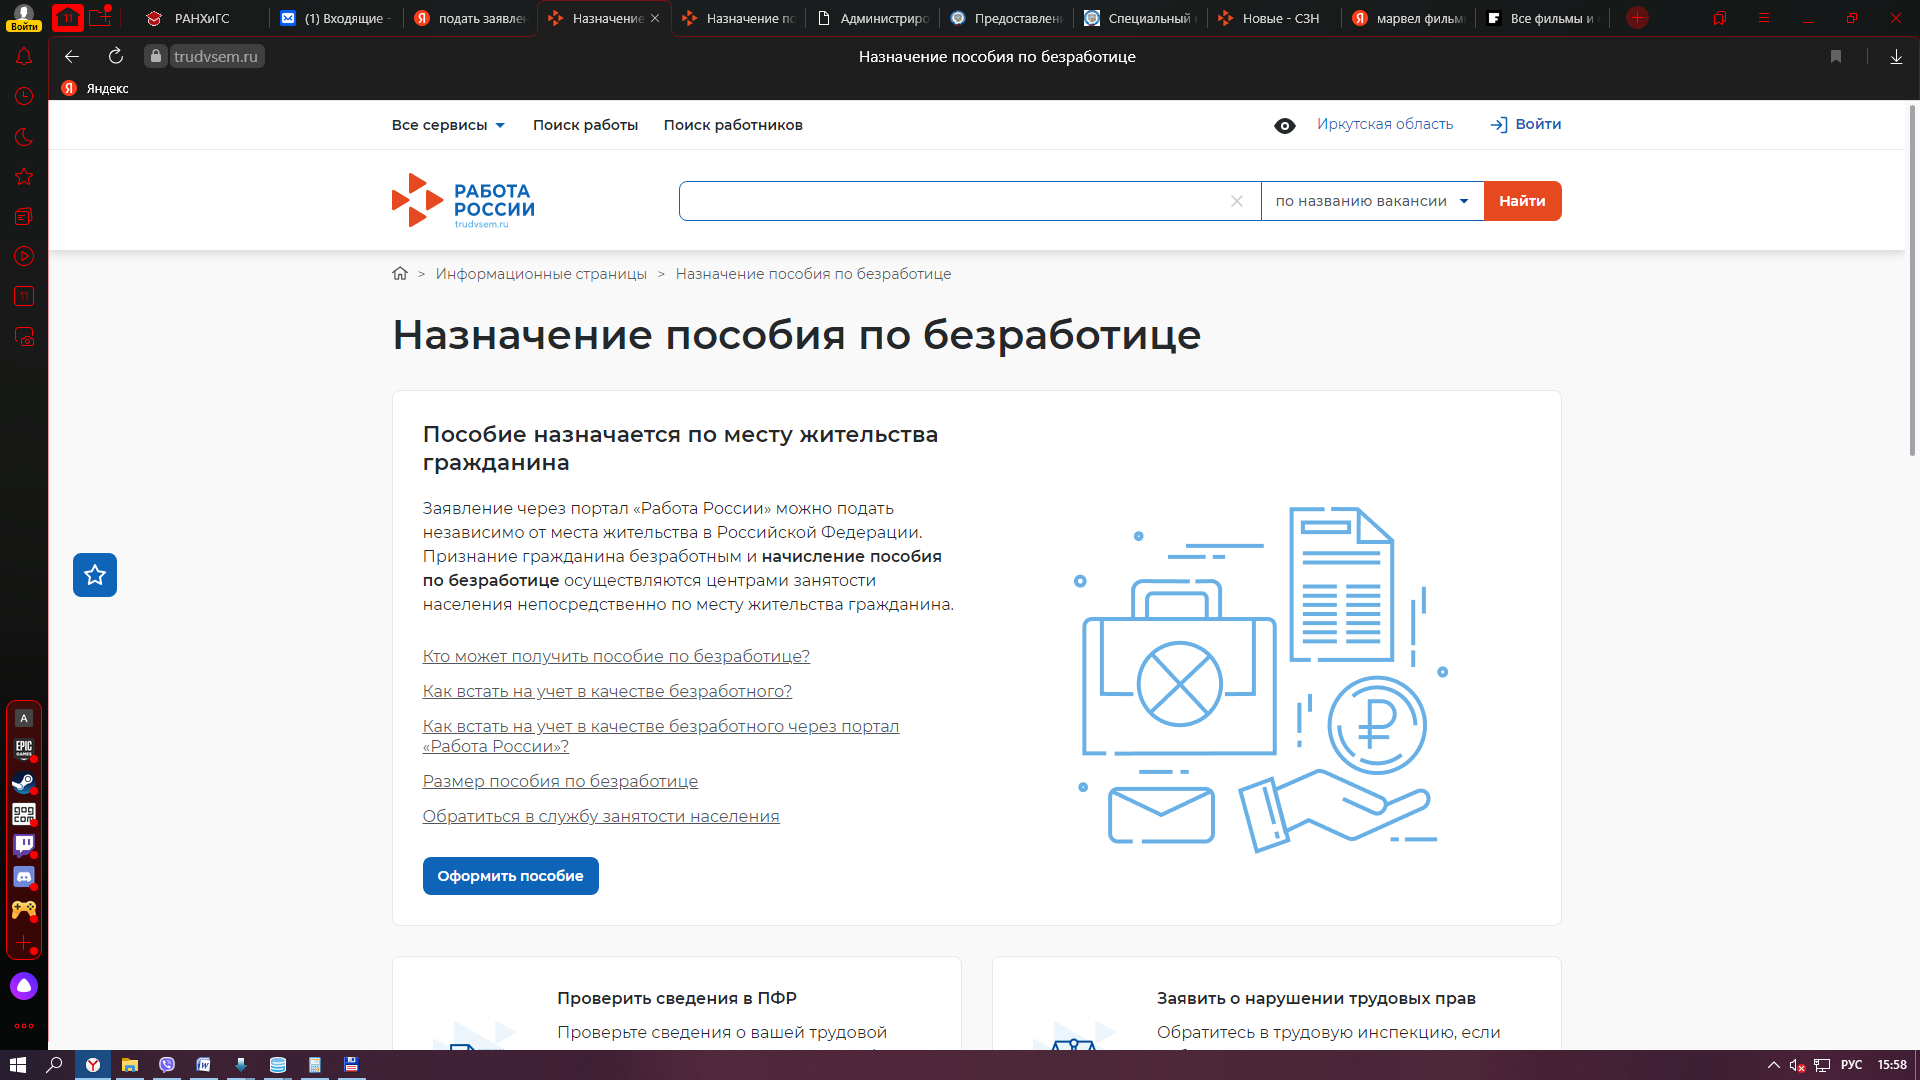 РАНХиГС
(1) Входящие -
подать заявлен
Назначение
Назначение по
Администриро
Предоставлени
Специальный
Новые - СЗН
марвел фильм
Все фильмы и с
Войти
trudvsem.ru
Назначение пособия по безработице
Яндекс
Все сервисы
Поиск работы
Поиск работников
Иркутская область
Войти
РАБОТА
РОССИИ
trudvsem.ru
по названию вакансии
Найти
> Информационные страницы > Назначение пособия по безработице
Назначение пособия по безработице
Пособие назначается по месту жительства
гражданина
Заявление через портал «Работа России» можно подать
независимо от места жительства в Российской Федерации.
Признание гражданина безработным и начисление пособия
по безработице осуществляются центрами занятости
населения непосредственно по месту жительства гражданина.
Кто может получить пособие по безработице?
Как встать на учет в качестве безработного?
Как встать на учет в качестве безработного через портал
«Работа России»?
Размер пособия по безработице
Обратиться в службу занятости населения
Оформить пособие
A
EPIC
GAMES
GOG
COM
Проверить сведения в ПФР
Проверьте сведения о вашей трудовой
Заявить о нарушении трудовых прав
Обратитесь в трудовую инспекцию, если
РУС
15:58